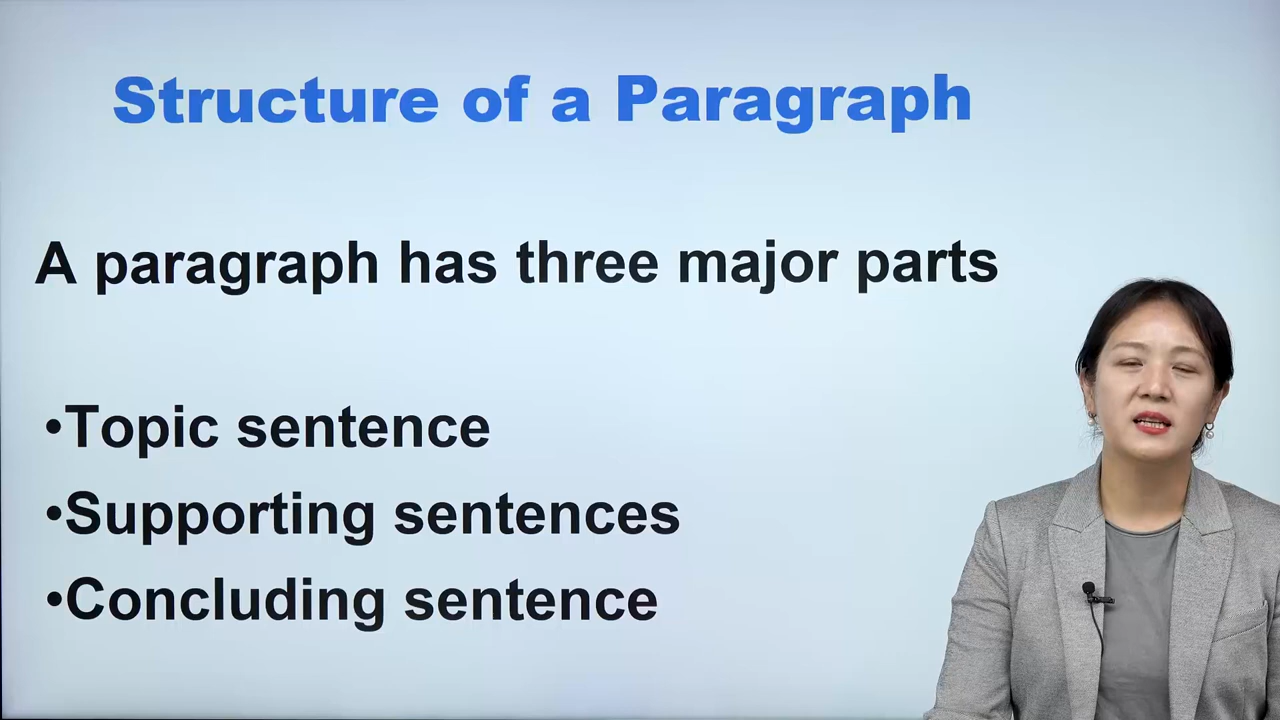 Structure of a Paragraph
A paragraph has three major parts
•Topic sentence
•Supporting sentences
•Concluding sentence